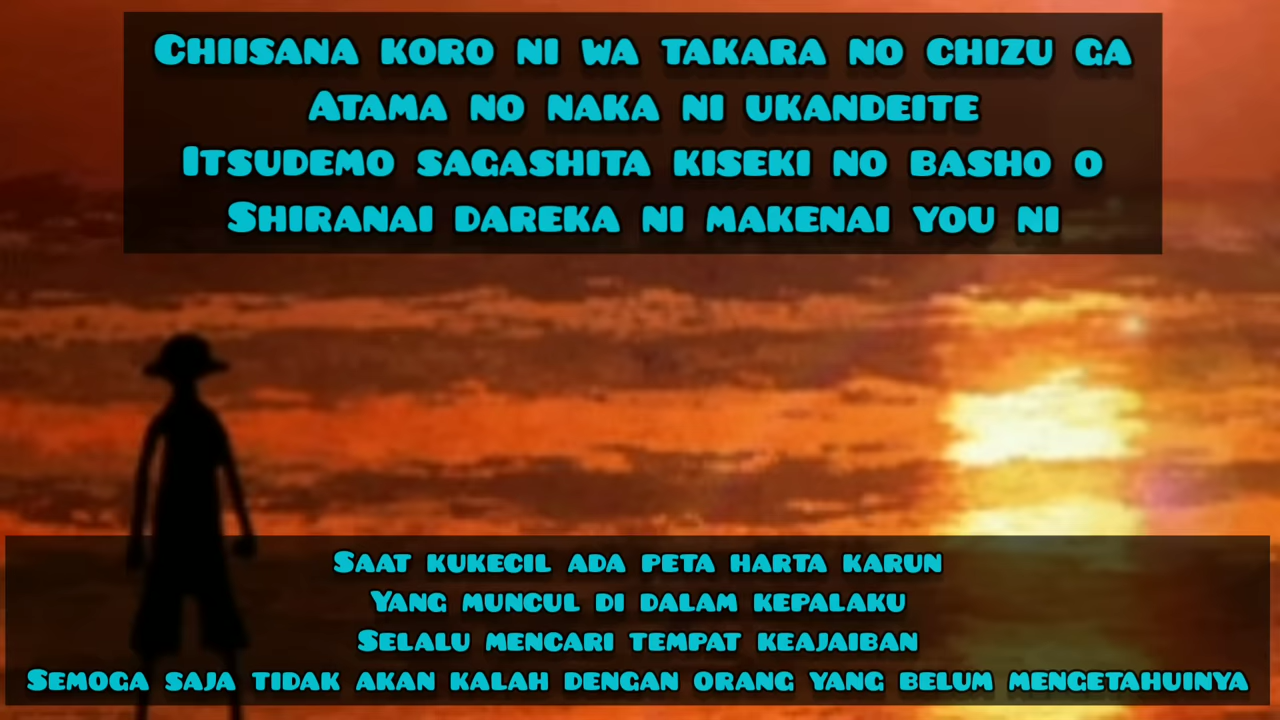 Chiisana koro ni wa takara no chizu ga
Atama no naka ni ukandeite
Itsudemo sagashita kiseki no basho o
Shiranai dareka ni makenai you ni
Saat kukecil ada peta harta karun
Yang muncul di dalam kepalaku
Selalu mencari tempat keajaiban
Semoga saja tidak akan kalah dengan orang yang belum mengetahuinya